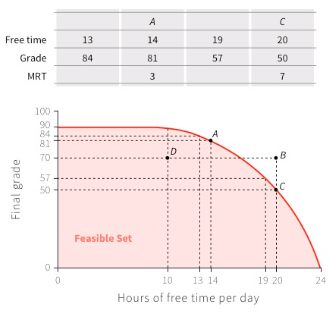 A C
Free time 13 14 19 20
Grade 84 81 57 50
MRT 3 7
100
90
84
A
81
D
70
B
57
50
C
Final grade
Feasible Set
0
0 10 13 14 19 20 24
Hours of free time per day